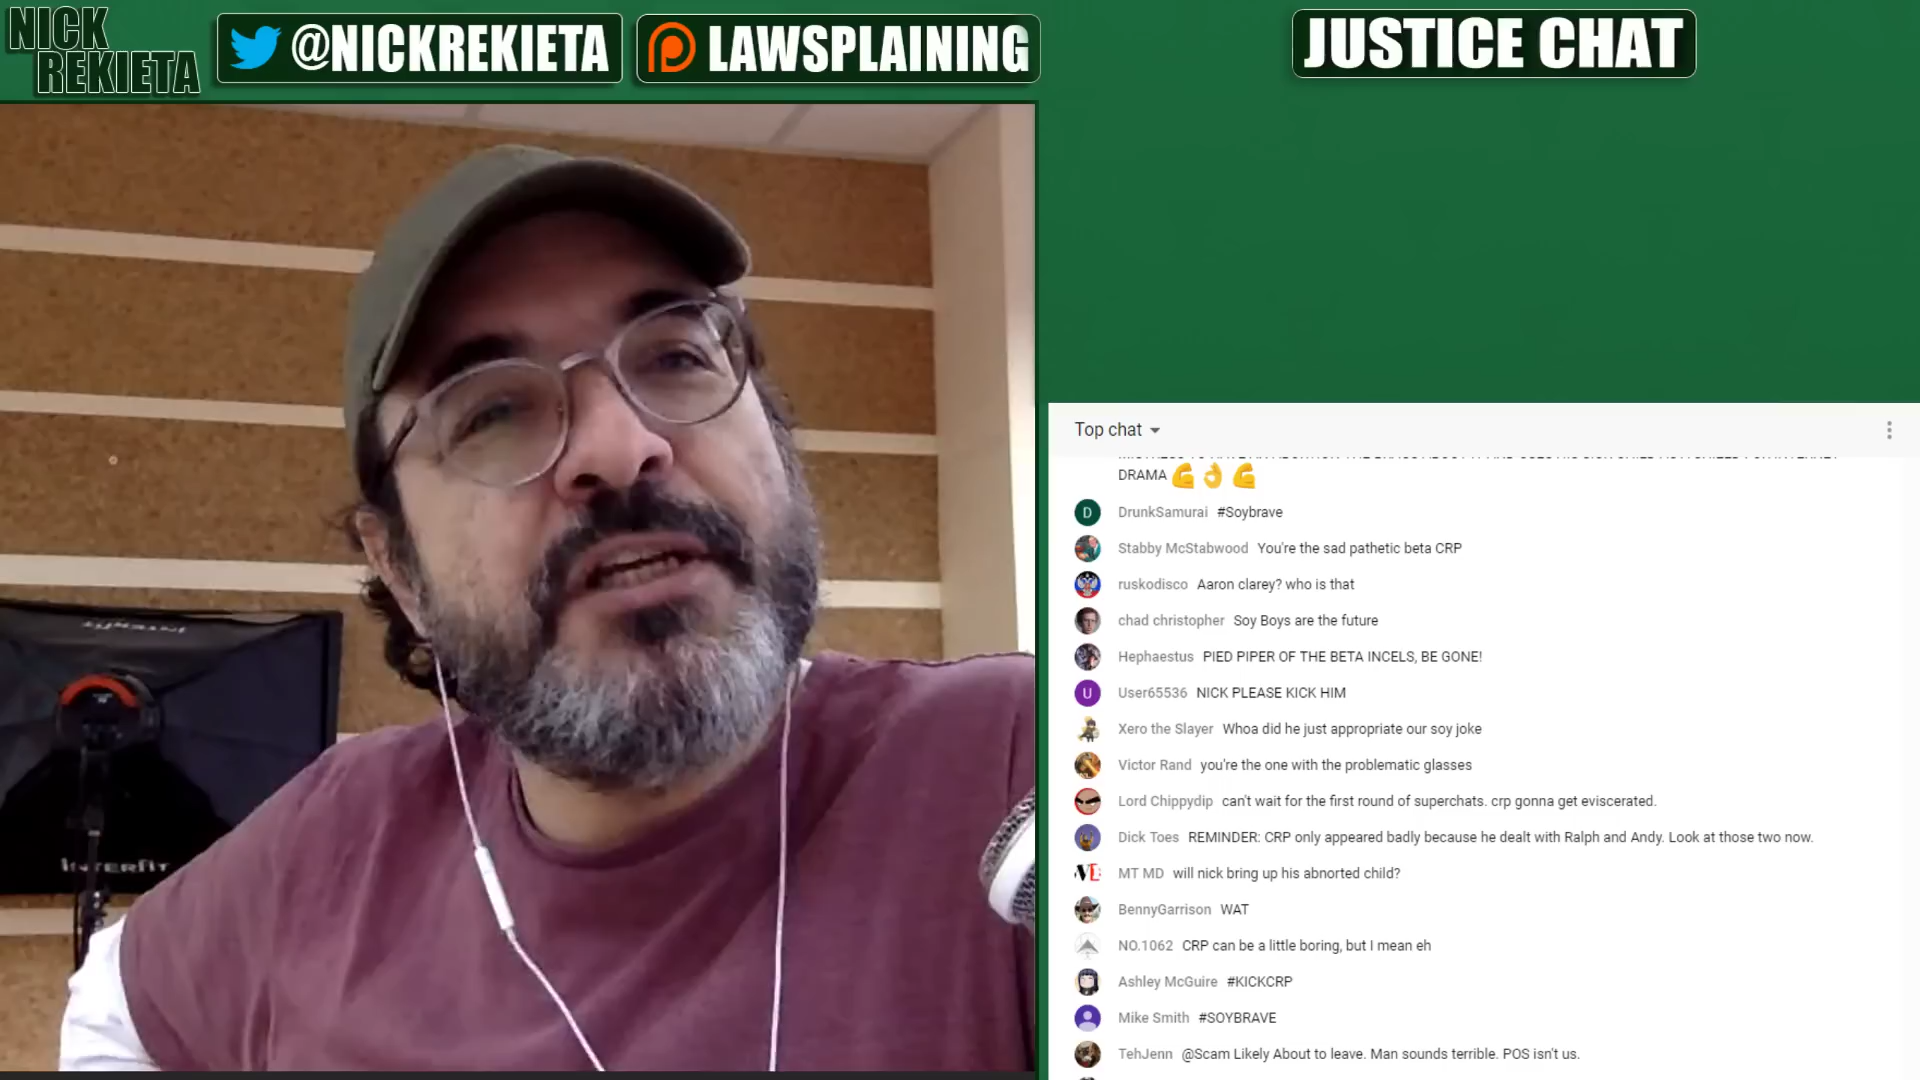 NICK
REKIETA
@NICKREKIETA
LAWSPLAINING
JUSTICE CHAT
Top chat
DRAMA 💪 👌 💪
D DrunkSamurai #Soybrave
Stabby McStabwood You're the sad pathetic beta CRP
ruskodisco Aaron clarey? who is that
chad christopher Soy Boys are the future
Hephaestus PIED PIPER OF THE BETA INCELS, BE GONE!
U User65536 NICK PLEASE KICK HIM
Xero the Slayer Whoa did he just appropriate our soy joke
Victor Rand you're the one with the problematic glasses
Lord Chippydip can't wait for the first round of superchats. crp gonna get eviscerated.
Dick Toes REMINDER: CRP only appeared badly because he dealt with Ralph and Andy. Look at those two now.
MT MD will nick bring up his abnorted child?
BennyGarrison WAT
NO.1062 CRP can be a little boring, but I mean eh
Ashley McGuire #KICKCRP
Mike Smith #SOYBRAVE
TehJenn @Scam Likely About to leave. Man sounds terrible. POS isn't us.
INTERFIT
INTERFIT